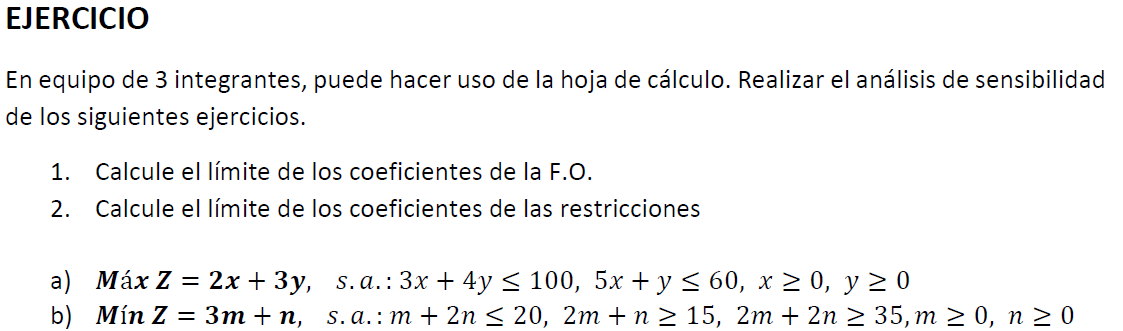 EJERCICIO
En equipo de 3 integrantes, puede hacer uso de la hoja de cálculo. Realizar el análisis de sensibilidad
de los siguientes ejercicios.
1. Calcule el límite de los coeficientes de la F.O.
2. Calcule el límite de los coeficientes de las restricciones
a) Máx Z = 2x + 3y, s.a.: 3x + 4y ≤ 100, 5x + y ≤ 60, x ≥ 0, y ≥ 0
b) Mín Z = 3m + n, s.a.: m + 2n ≤ 20, 2m + n ≥ 15, 2m + 2n ≥ 35, m ≥ 0, n ≥ 0